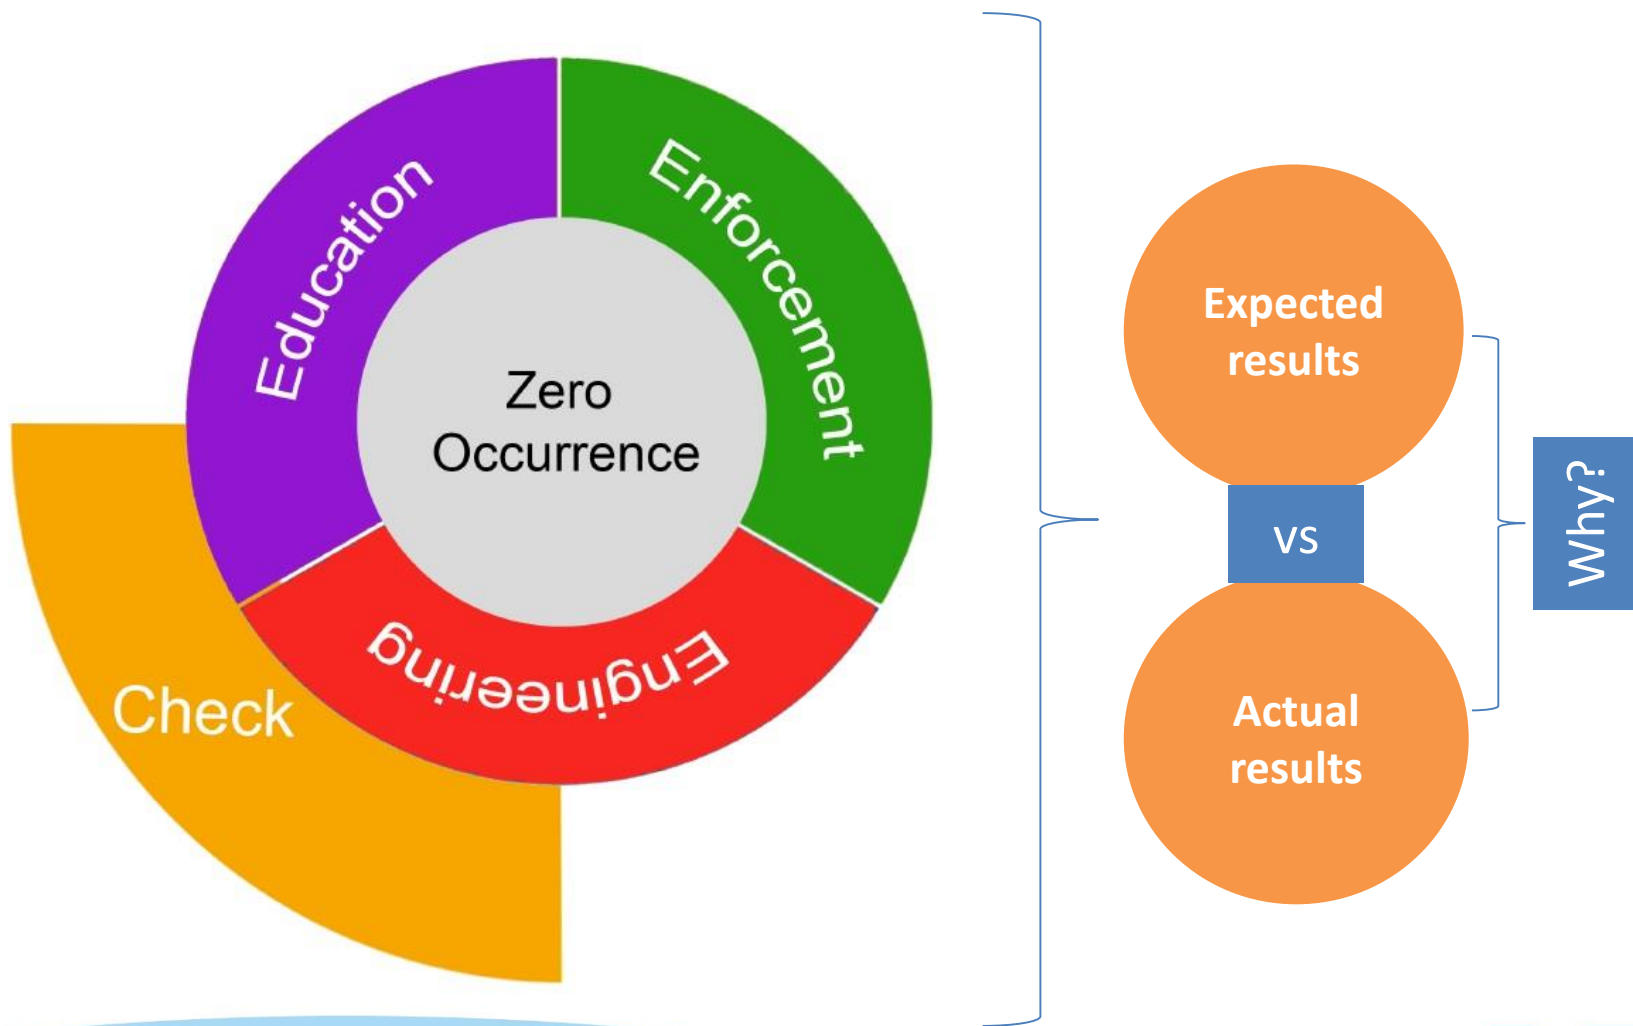 Education
Enforcement
Zero
Occurrence
Engineering
Check
Expected
results
vs
Actual
results
Why?